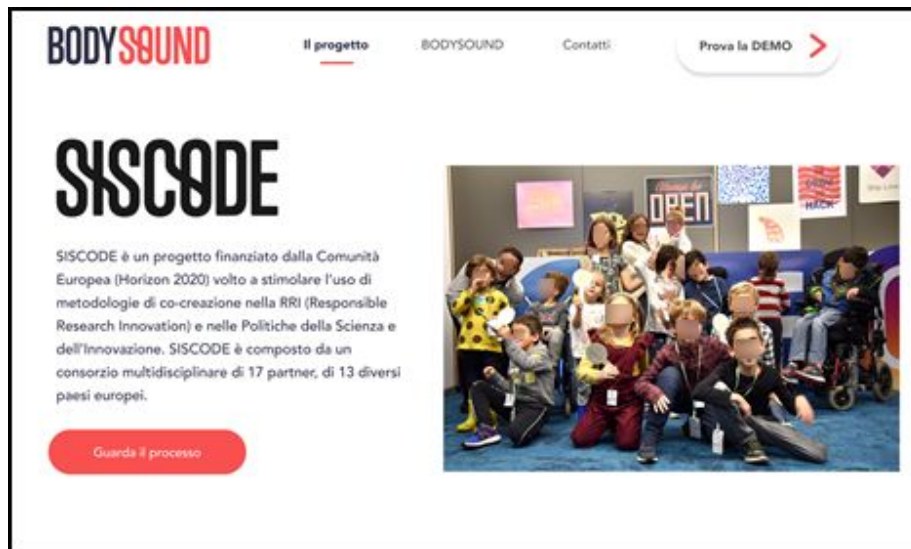 BODYSOUND
Il progetto
BODYSOUND
Contatti
Prova la DEMO
SISCODE
SISCODE è un progetto finanziato dalla Comunità
Europea (Horizon 2020) volto a stimolare l'uso di
metodologie di co-creazione nella RRI (Responsible
Research Innovation) e nelle Politiche della Scienza e
dell'Innovazione. SISCODE è composto da un
consorzio multidisciplinare di 17 partner, di 13 diversi
paesi europei.
Guarda il processo
OPEN
HACK